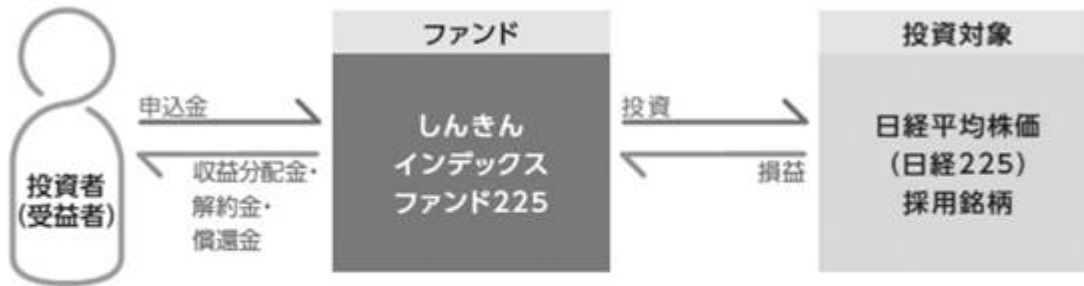 ファンド
投資対象
申込金
投資
しんきん
インデックス
ファンド225
日経平均株価
(日経225)
採用銘柄
収益分配金・
解約金・
償還金
損益
投資者
(受益者)